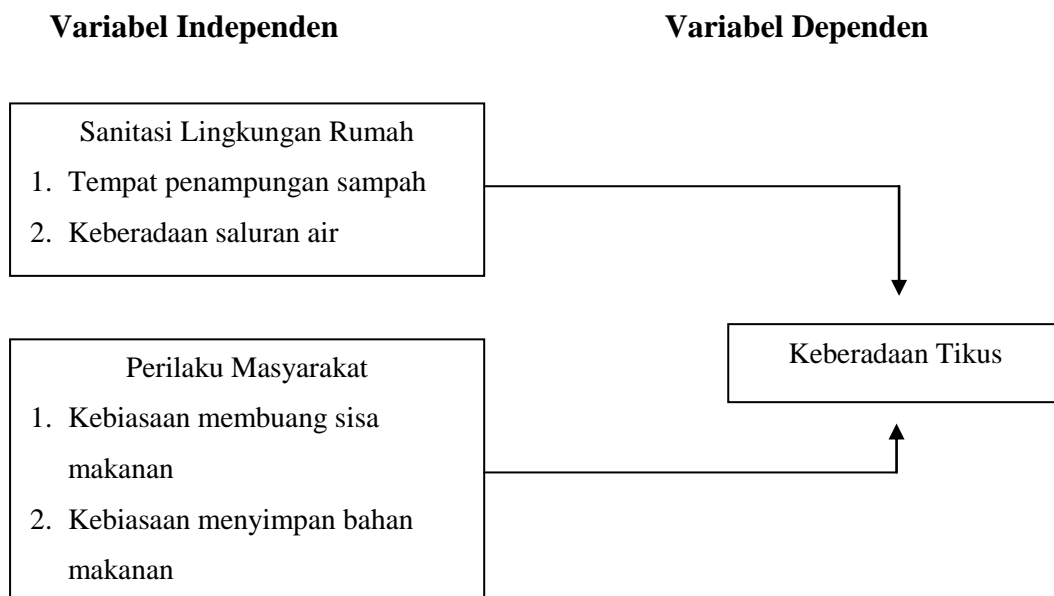 Variabel Independen
Variabel Dependen
Sanitasi Lingkungan Rumah
1. Tempat penampungan sampah
2. Keberadaan saluran air
Perilaku Masyarakat
1. Kebiasaan membuang sisa
makanan
2. Kebiasaan menyimpan bahan
makanan
Keberadaan Tikus